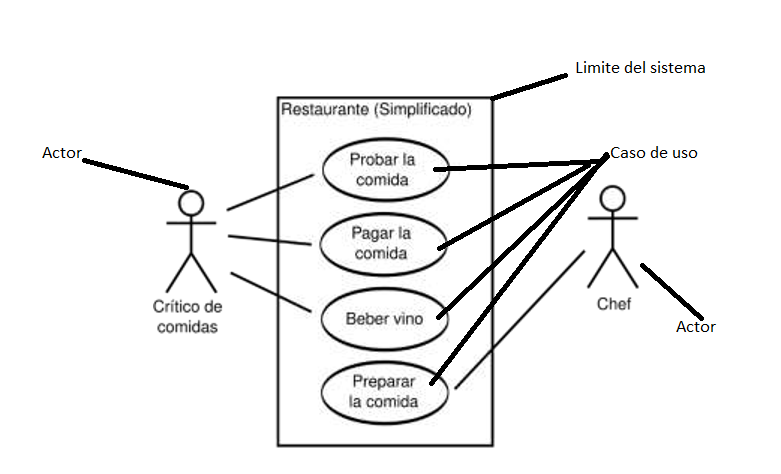 Limite del sistema
Restaurante (Simplificado)
Actor
Caso de uso
Probar la
comida
Pagar la
comida
Crítico de
comidas
Chef
Beber vino
Actor
Preparar
la comida